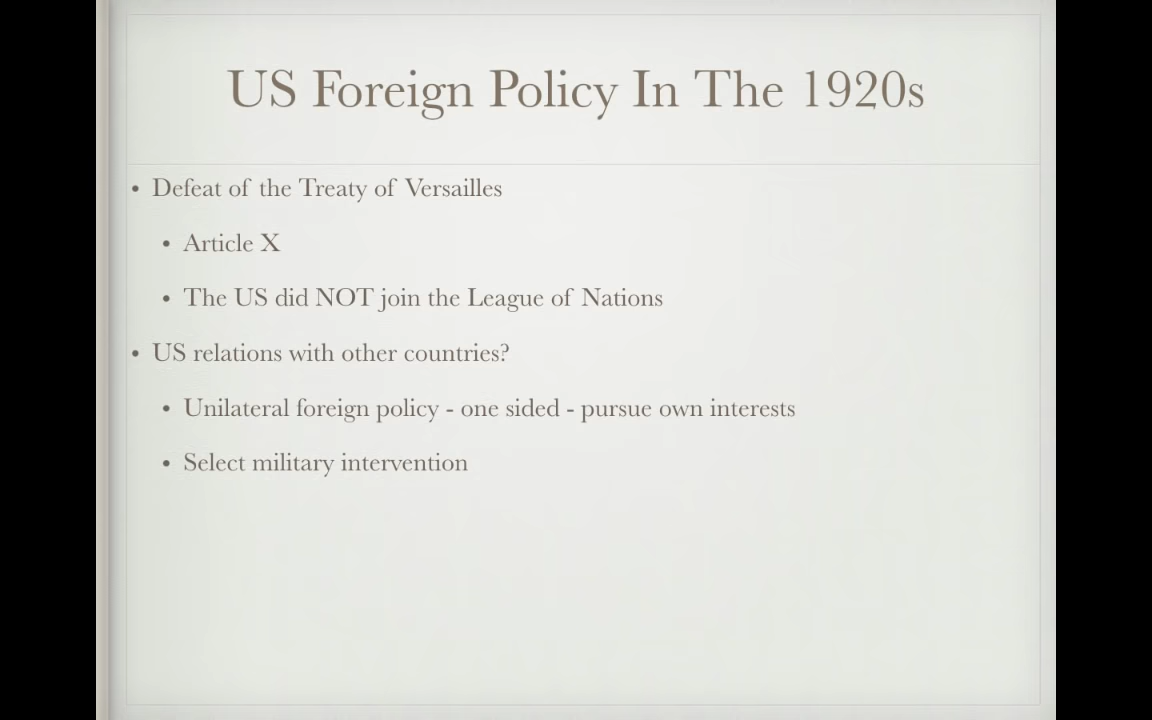 US Foreign Policy In The 1920s
• Defeat of the Treaty of Versailles
• Article X
• The US did NOT join the League of Nations
• US relations with other countries?
• Unilateral foreign policy - one sided - pursue own interests
• Select military intervention